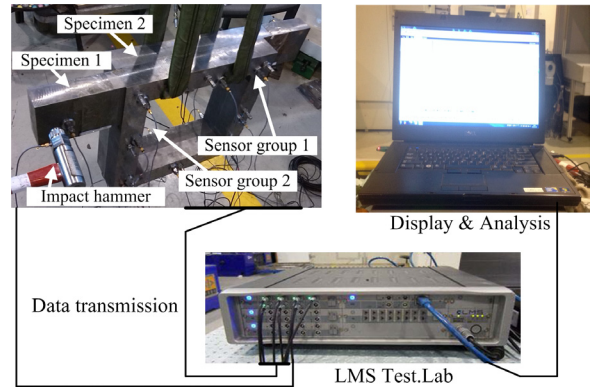 Specimen 2
Specimen 1
Sensor group 1
Sensor group 2
Impact hammer
Display & Analysis
Data transmission
LMS
LMS Test.Lab